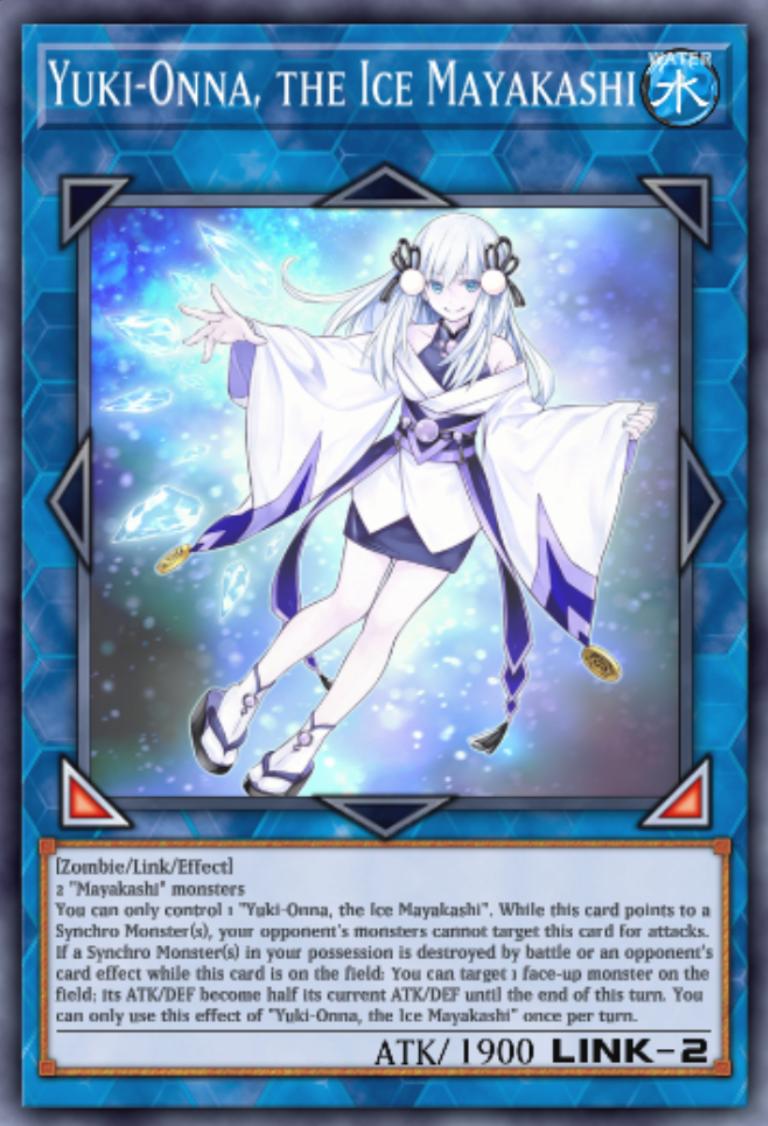 YUKI-ONNA, THE ICE MAYAKASHI
WATER
水
[Zombie/Link/Effect]
2 "Mayakashi" monsters
You can only control 1 "Yuki-Onna, the Ice Mayakashi". While this card points to a
Synchro Monster(s), your opponent's monsters cannot target this card for attacks.
If a Synchro Monster(s) in your possession is destroyed by battle or an opponent's
card effect while this card is on the field: You can target 1 face-up monster on the
field; its ATK/DEF become half its current ATK/DEF until the end of this turn. You
can only use this effect of "Yuki-Onna, the Ice Mayakashi" once per turn.
ATK/ 1900 LINK-2